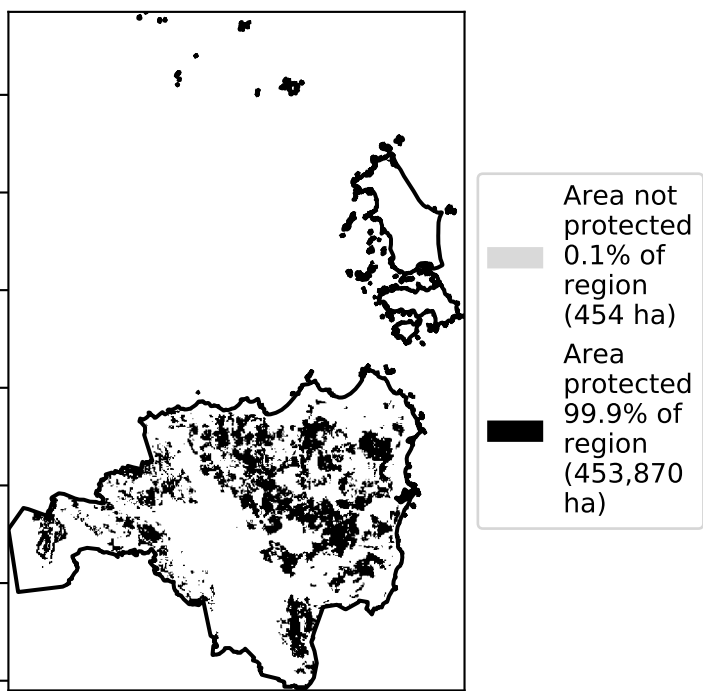 Area not
protected
0.1% of
region
(454 ha)
Area
protected
99.9% of
region
(453,870
ha)